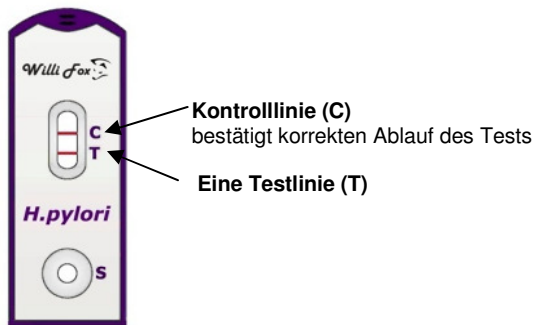 Willi Fox
C
T
Kontrolllinie (C)
bestätigt korrekten Ablauf des Tests
Eine Testlinie (T)
H.pylori
S